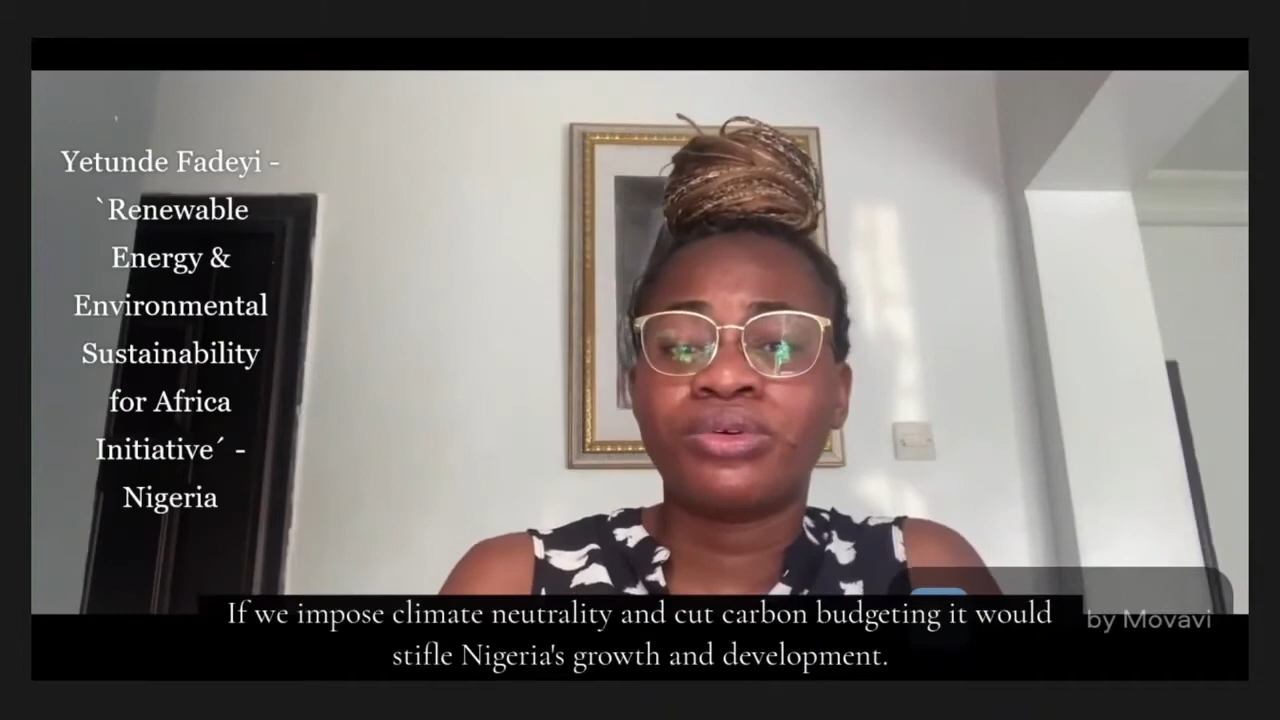 Yetunde Fadeyi -
`Renewable
Energy &
Environmental
Sustainability
for Africa
Initiative´ -
Nigeria
If we impose climate neutrality and cut carbon budgeting it would
stifle Nigeria's growth and development.
by Movavi